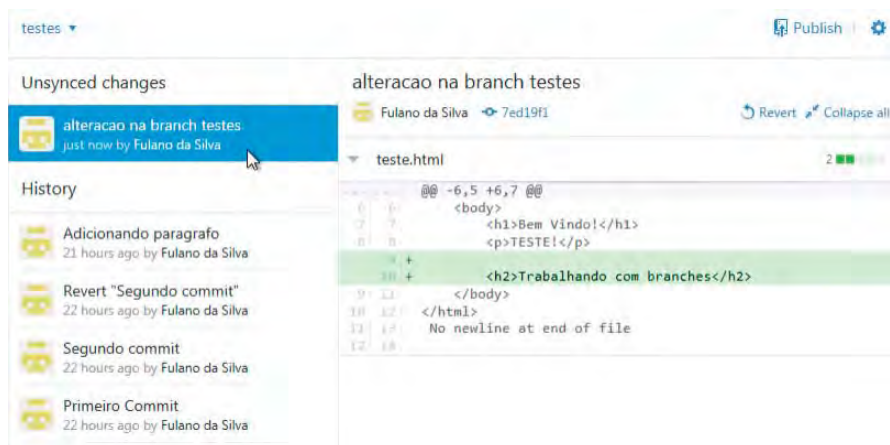 testes
Publish
Unsynced changes
alteracao na branch testes
just now by Fulano da Silva
History
Adicionando paragrafo
21 hours ago by Fulano da Silva
Revert "Segundo commit"
22 hours ago by Fulano da Silva
Segundo commit
22 hours ago by Fulano da Silva
Primeiro Commit
22 hours ago by Fulano da Silva
alteracao na branch testes
Fulano da Silva 7ed19f1 Revert Collapse all
teste.html 2
@@ -6,5 +6,7 @@
6 6 <body>
7 7 <h1>Bem Vindo!</h1>
8 8 <p>TESTE!</p>
9 +
10 + <h2>Trabalhando com branches</h2>
9 11 </body>
10 12 </html>
11 13 No newline at end of file